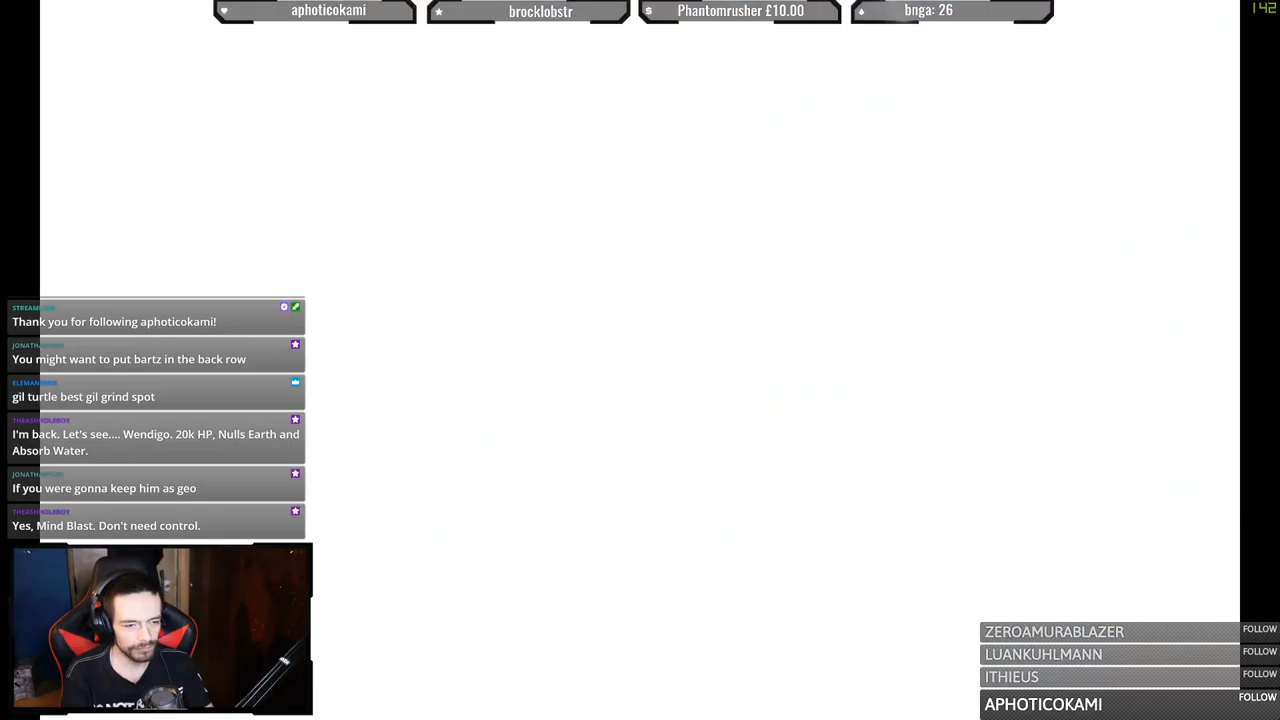 aphoticokami
brocklobstr
Phantomrusher £10.00
bnga: 26
142
Thank you for following aphoticokami!
You might want to put bartz in the back row
gil turtle best gil grind spot
I'm back. Let's see.... Wendigo. 20k HP, Nulls Earth and
Absorb Water.
If you were gonna keep him as geo
Yes, Mind Blast. Don't need control.
ZEROAMURABLAZER FOLLOW
LUANKUHLMANN FOLLOW
ITHIEUS FOLLOW
APHOTICOKAMI FOLLOW